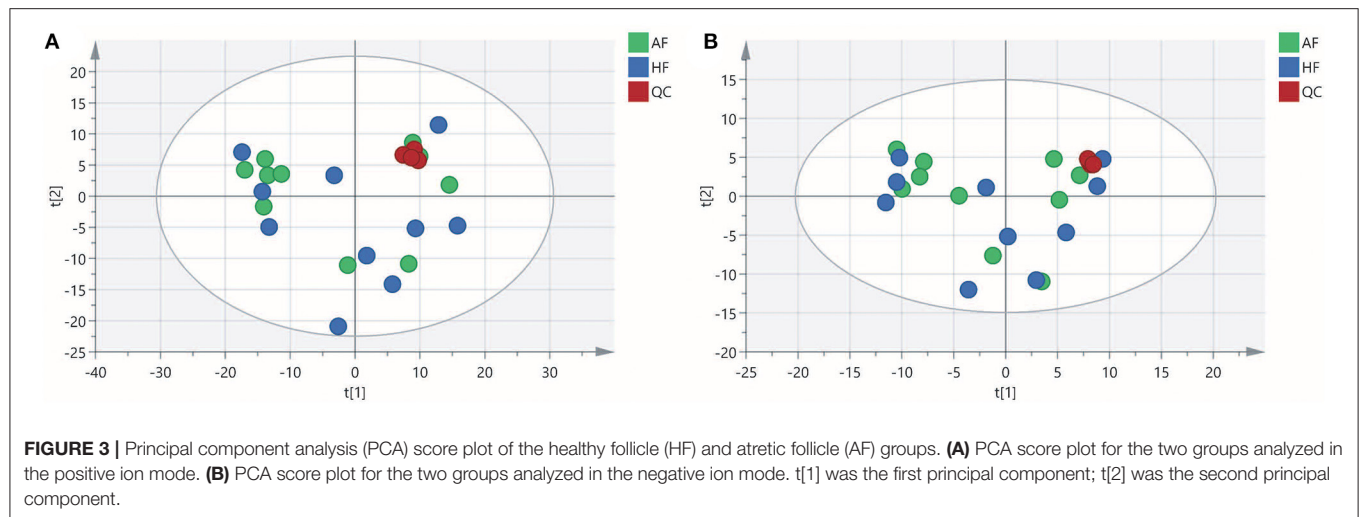 A
AF
HF
QC
20
15
10
5
0
-5
-10
-15
-20
-25
-40
-30
-20
-10
0
10
20
30
t[2]
t[1]
B
AF
HF
QC
15
10
5
0
-5
-10
-15
-20
-25
-20
-15
-10
-5
0
5
10
15
20
t[2]
t[1]
FIGURE 3 | Principal component analysis (PCA) score plot of the healthy follicle (HF) and atretic follicle (AF) groups. (A) PCA score plot for the two groups analyzed in
the positive ion mode. (B) PCA score plot for the two groups analyzed in the negative ion mode. t[1] was the first principal component; t[2] was the second principal
component.